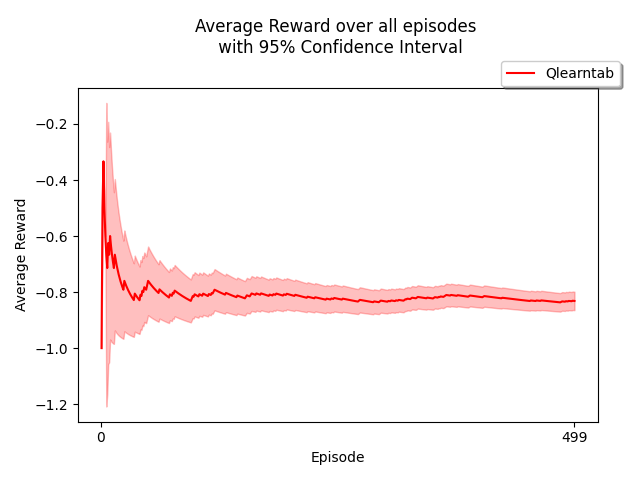 Average Reward over all episodes
with 95% Confidence Interval
Qlearntab
Average Reward
−0.2
−0.4
−0.6
−0.8
−1.0
−1.2
0
499
Episode